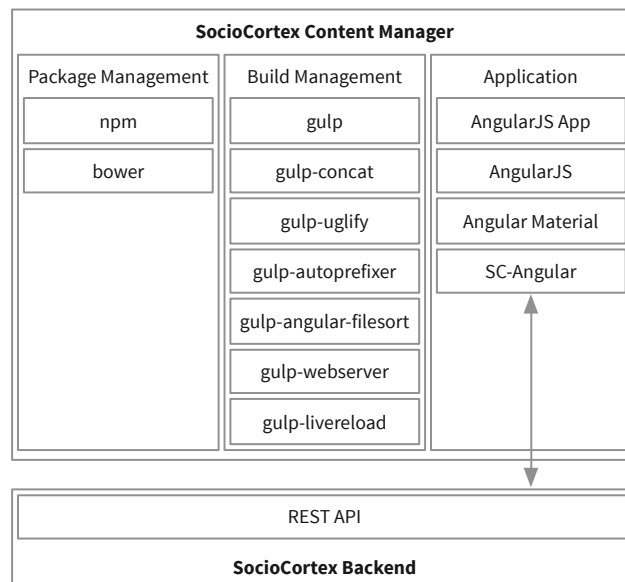 SocioCortex Content Manager
Package Management
npm
bower
Build Management
gulp
gulp-concat
gulp-uglify
gulp-autoprefixer
gulp-angular-filesort
gulp-webserver
gulp-livereload
Application
AngularJS App
AngularJS
Angular Material
SC-Angular
REST API
SocioCortex Backend